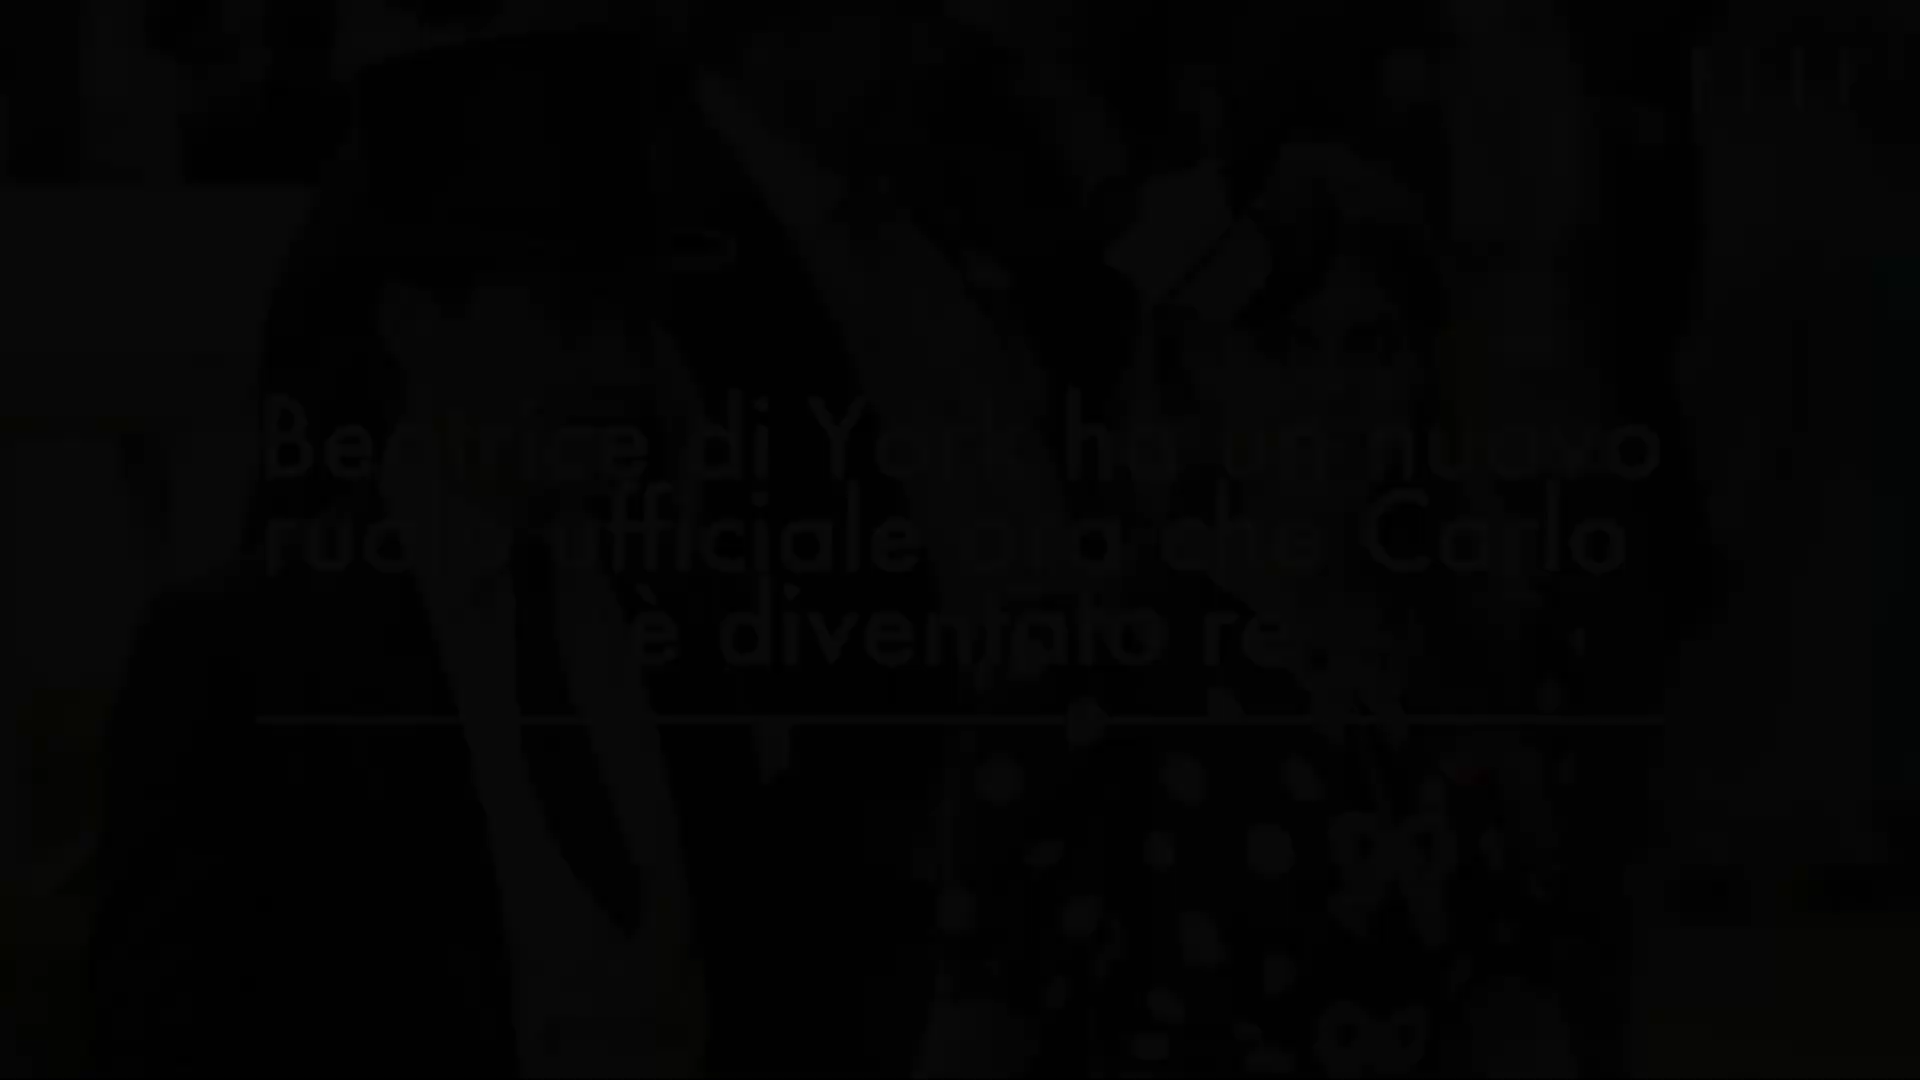 Beatrice di York ha un nuovo
ruolo ufficiale ora che Carlo
è diventato re